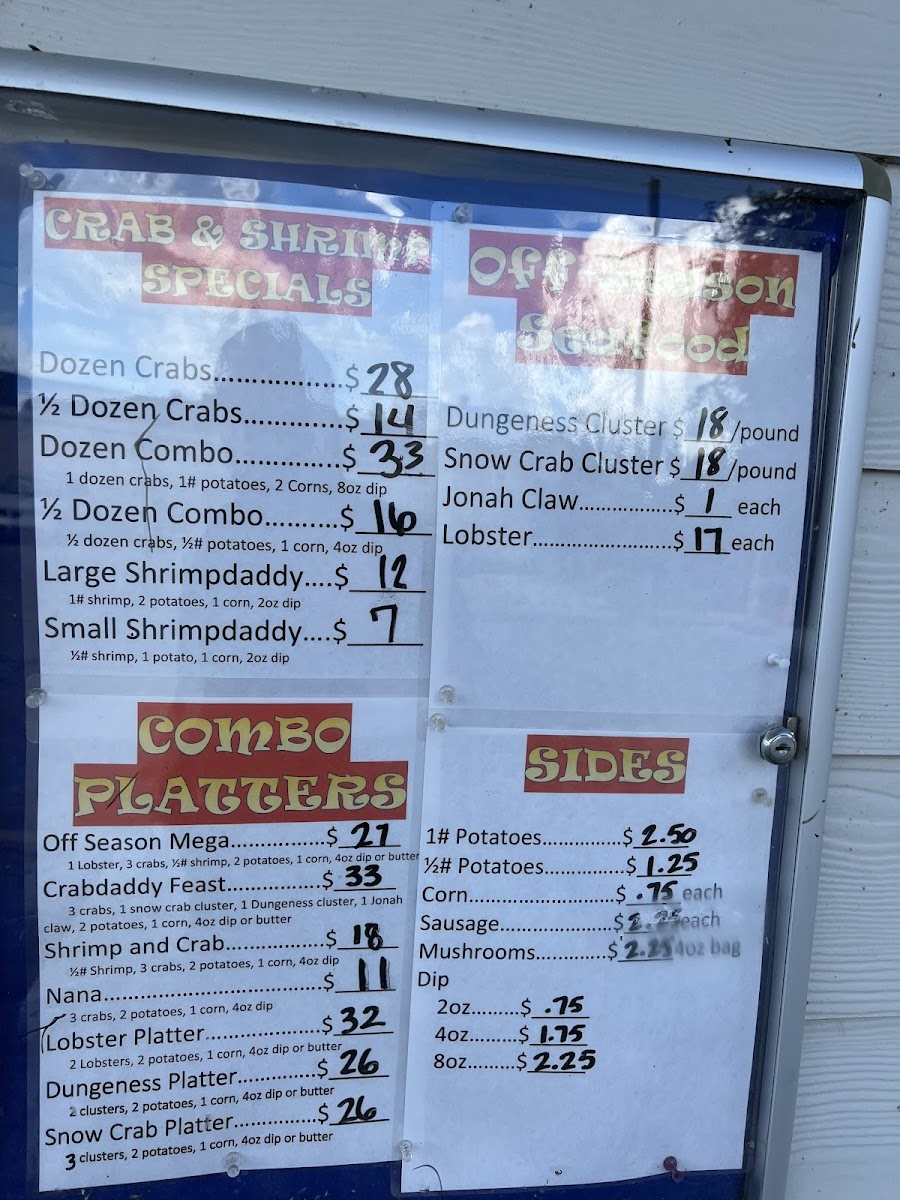 CRAB & SHRIMP
SPECIALS
Dozen Crabs..................$ 28
½ Dozen Crabs..............$ 14
Dozen Combo...............$ 33
1 dozen crabs, 1# potatoes, 2 Corns, 8oz dip
½ Dozen Combo..........$ 16
½ dozen crabs, ½# potatoes, 1 corn, 4oz dip
Large Shrimpdaddy....$ 12
1# shrimp, 2 potatoes, 1 corn, 2oz dip
Small Shrimpdaddy....$ 7
½# shrimp, 1 potato, 1 corn, 2oz dip
Off Season
Seafood
Dungeness Cluster $ 18 /pound
Snow Crab Cluster $ 18 /pound
Jonah Claw.................$ 1 each
Lobster.........................$ 17 each
COMBO
PLATTERS
Off Season Mega...............$ 27
1 Lobster, 3 crabs, ½# shrimp, 2 potatoes, 1 corn, 4oz dip or butter
Crabdaddy Feast................$ 33
3 crabs, 1 snow crab cluster, 1 Dungeness cluster, 1 Jonah
claw, 2 potatoes, 1 corn, 4oz dip or butter
Shrimp and Crab................$ 18
½# Shrimp, 3 crabs, 2 potatoes, 1 corn, 4oz dip
Nana...................................$ 11
3 crabs, 2 potatoes, 1 corn, 4oz dip
Lobster Platter...................$ 32
2 Lobsters, 2 potatoes, 1 corn, 4oz dip or butter
Dungeness Platter..............$ 26
2 clusters, 2 potatoes, 1 corn, 4oz dip or butter
Snow Crab Platter...............$ 26
3 clusters, 2 potatoes, 1 corn, 4oz dip or butter
SIDES
1# Potatoes...............$ 2.50
½# Potatoes...............$ 1.25
Corn...........................$ .75 each
Sausage.....................$ 2.25 each
Mushrooms.............$ 2.25 4oz bag
Dip
2oz.........$ .75
4oz.........$ 1.75
8oz.........$ 2.25